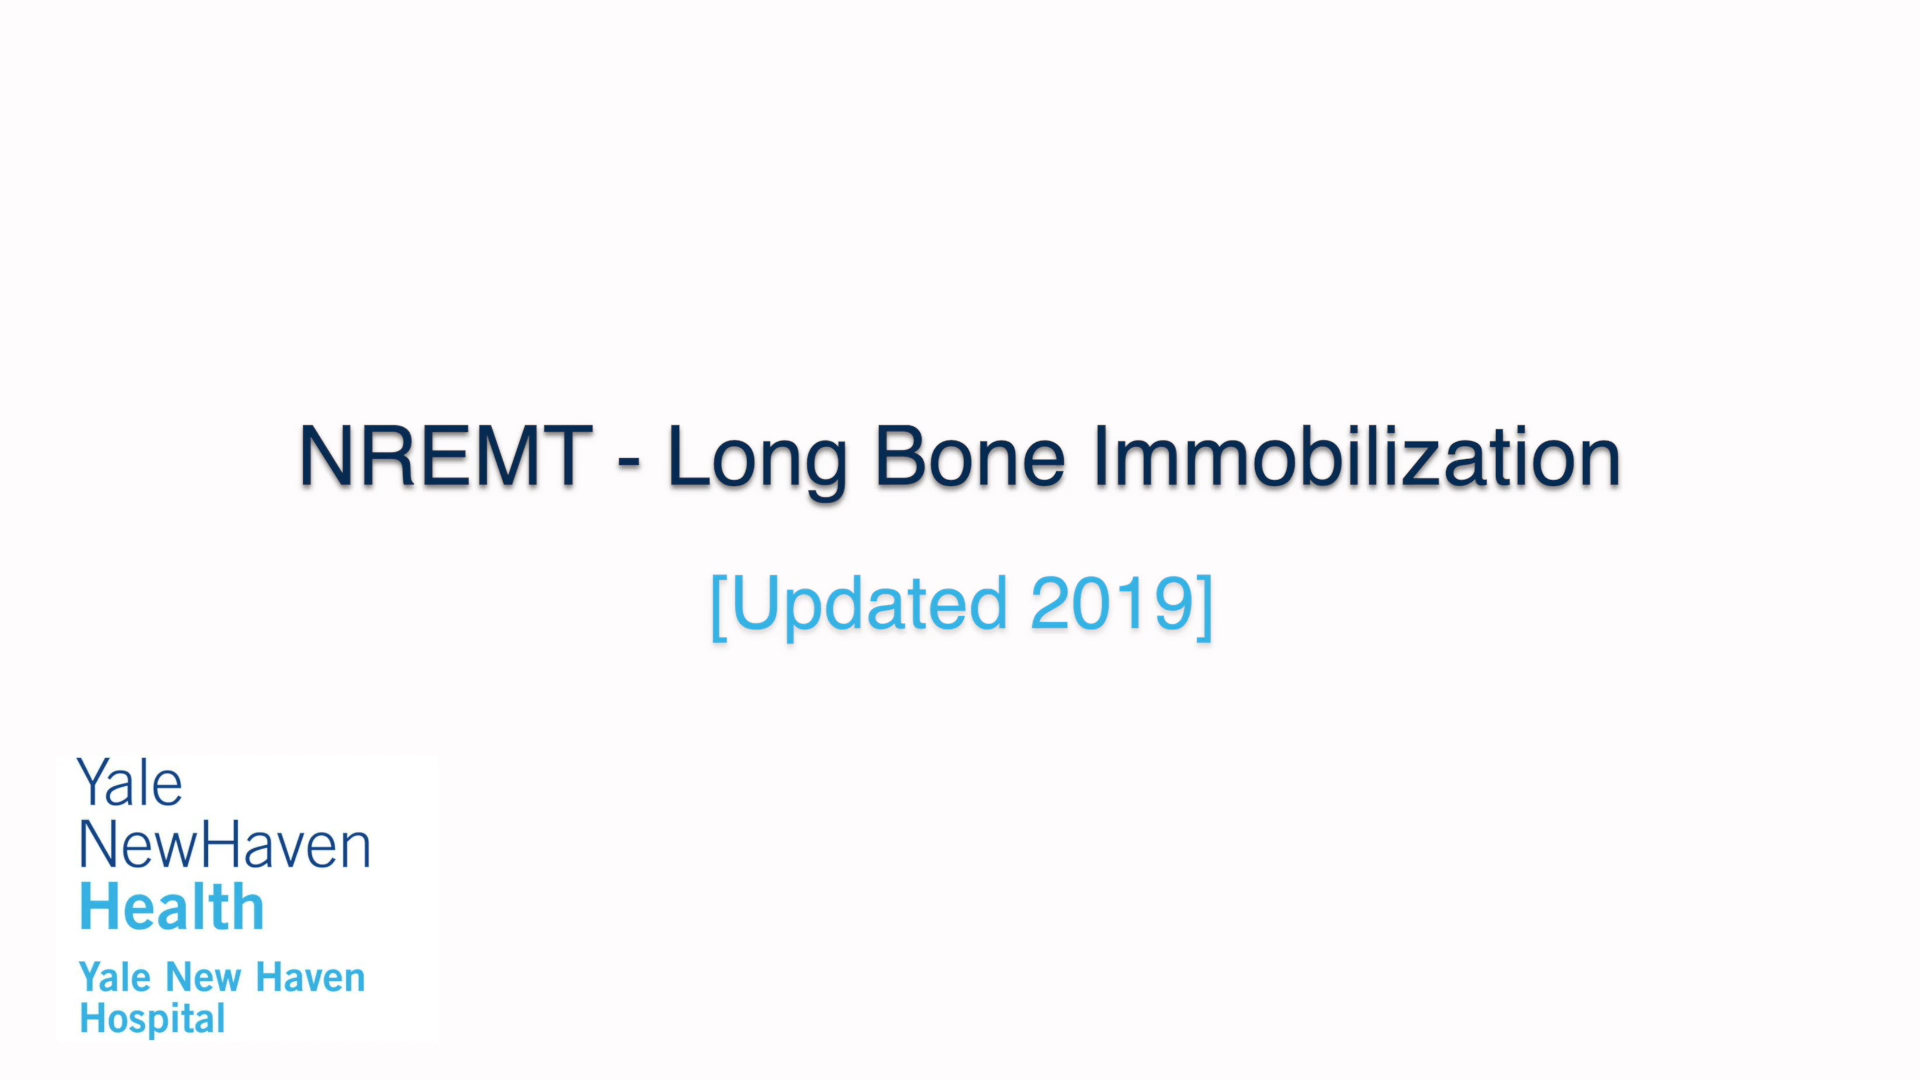 NREMT - Long Bone Immobilization
[Updated 2019]
Yale
NewHaven
Health
Yale New Haven
Hospital